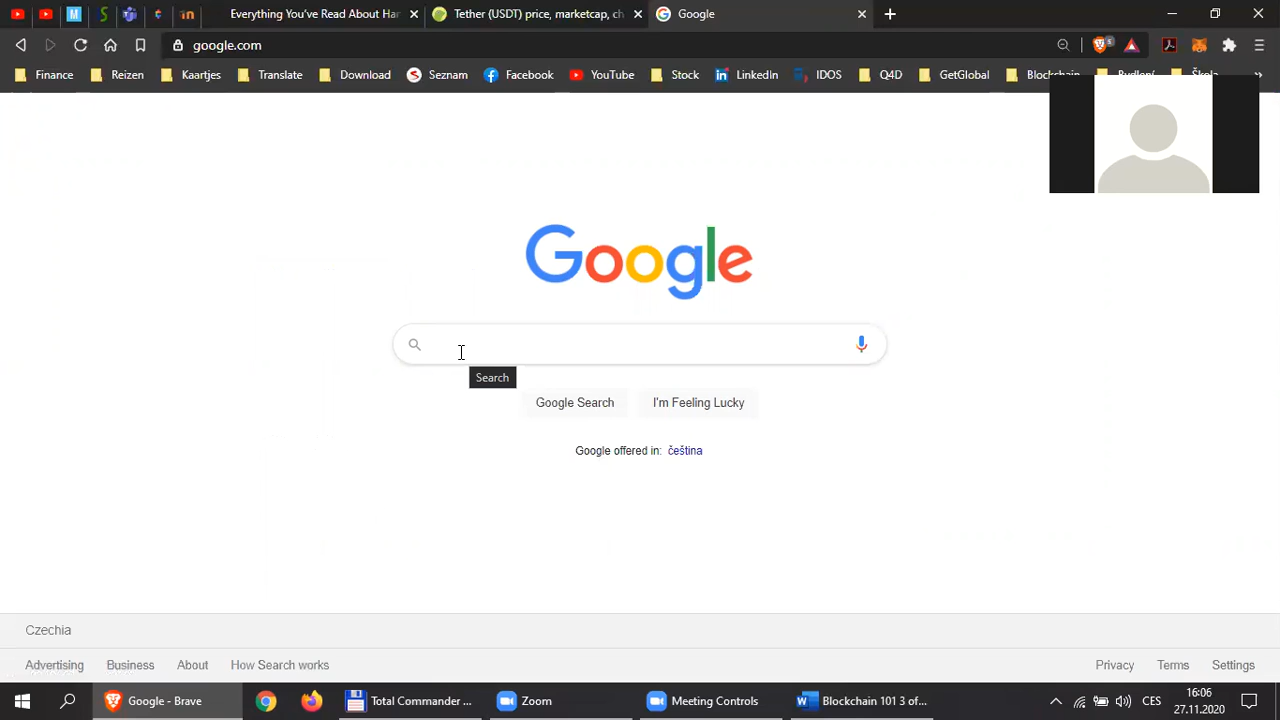 Everything You've Read About Har
Tether (USDT) price, marketcap, ch
Google
google.com
5
Finance
Reizen
Kaartjes
Translate
Download
Seznam
Facebook
YouTube
Stock
LinkedIn
IDOS
Q4D
GetGlobal
Blockchain
Bydlení
Škola
Google
Search
Google Search
I'm Feeling Lucky
Google offered in: čeština
Czechia
Advertising
Business
About
How Search works
Privacy
Terms
Settings
Google - Brave
Total Commander ...
Zoom
Meeting Controls
Blockchain 101 3 of...
CES
16:06
27.11.2020